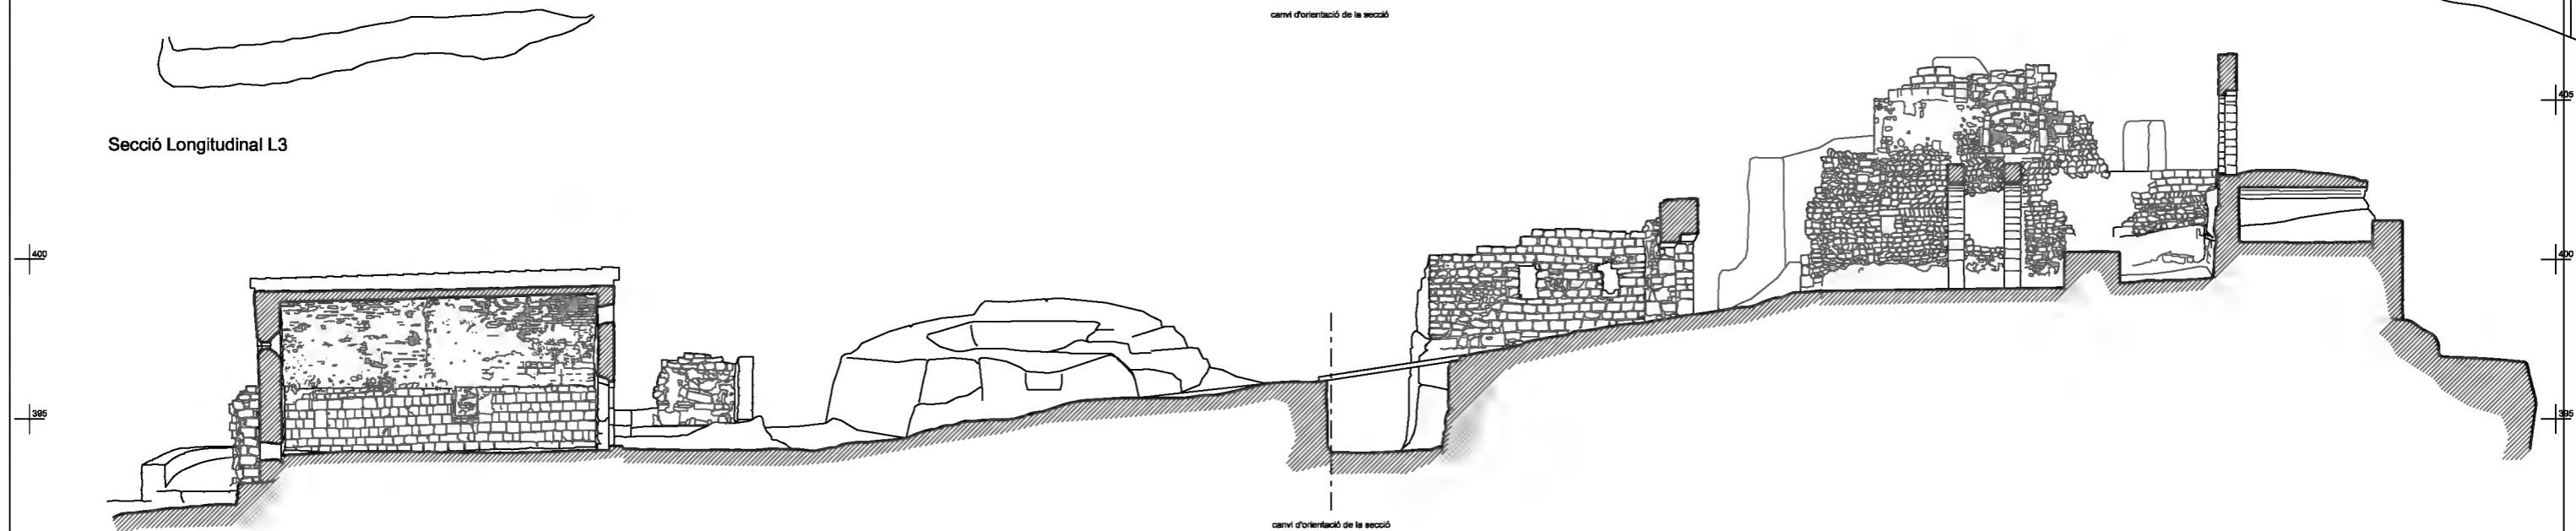 canvi d'orientació de la secció
405
Secció Longitudinal L3
400
400
395
395
canvi d'orientació de la secció